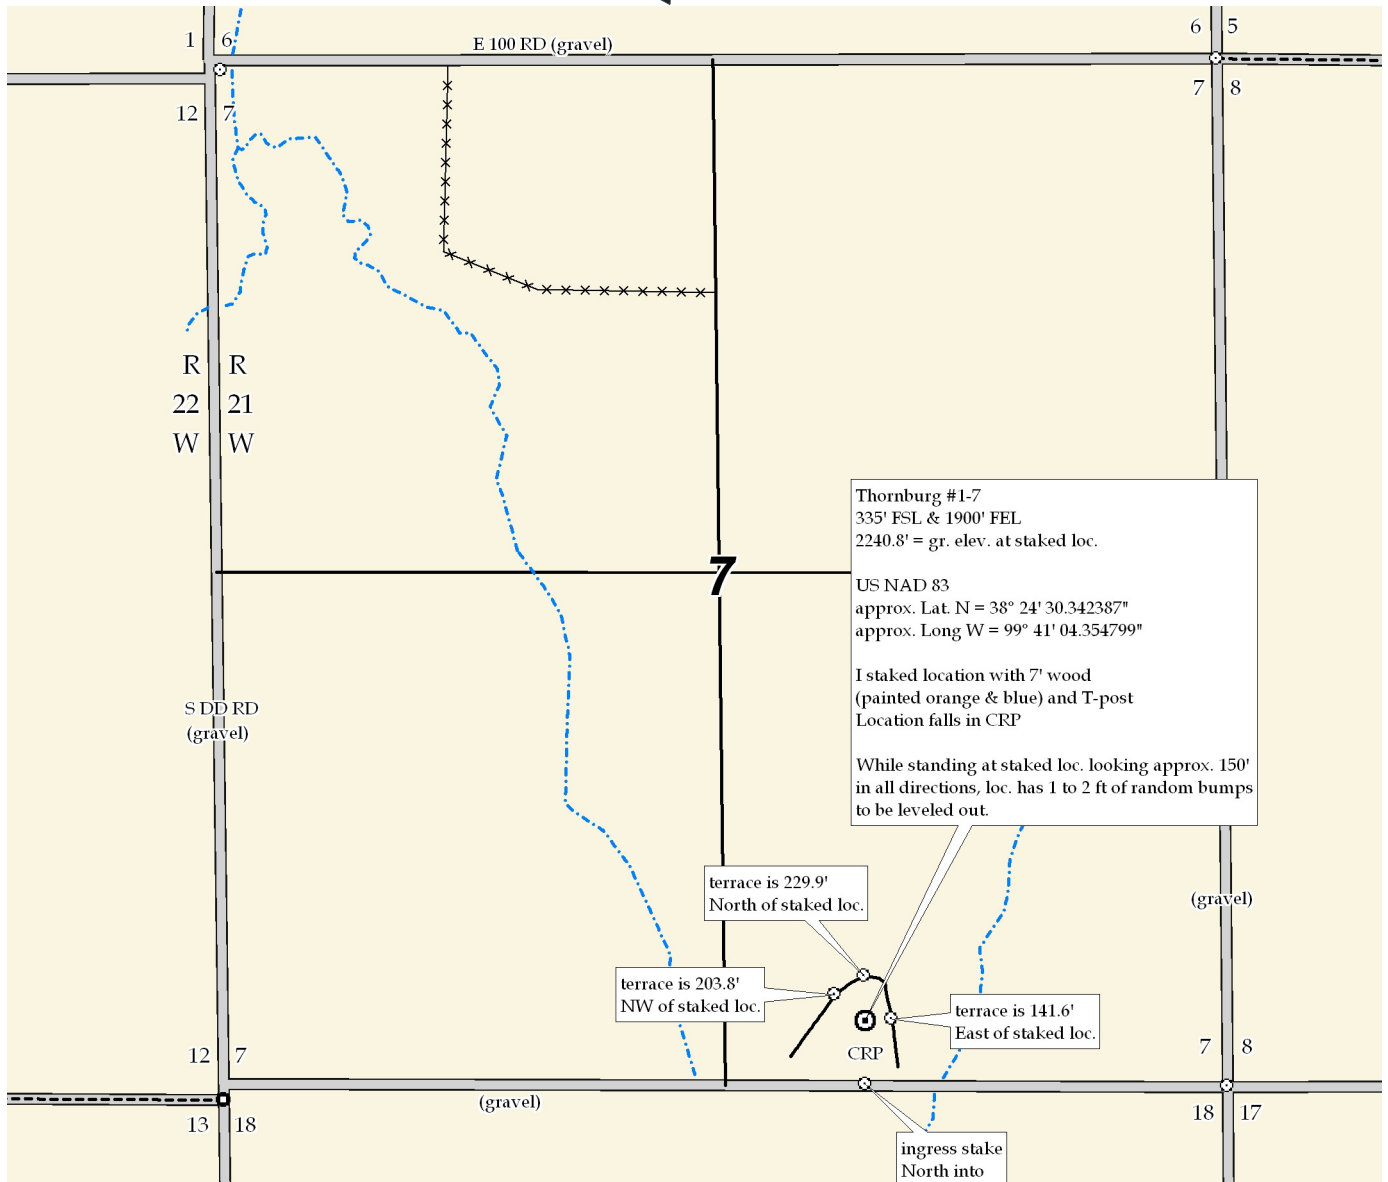 1
6
E 100 RD (gravel)
6
5
12
7
7
8
R
R
22
21
W
W
Thornburg #1-7
335' FSL & 1900' FEL
2240.8' = gr. elev. at staked loc.
US NAD 83
approx. Lat. N = 38° 24' 30.342387"
approx. Long W = 99° 41' 04.354799"
I staked location with 7' wood
(painted orange & blue) and T-post
Location falls in CRP
While standing at staked loc. looking approx. 150'
in all directions, loc. has 1 to 2 ft of random bumps
to be leveled out.
7
S DD RD
(gravel)
terrace is 229.9'
North of staked loc.
(gravel)
terrace is 203.8'
NW of staked loc.
terrace is 141.6'
East of staked loc.
CRP
12
7
7
8
(gravel)
13
18
18
17
ingress stake
North into